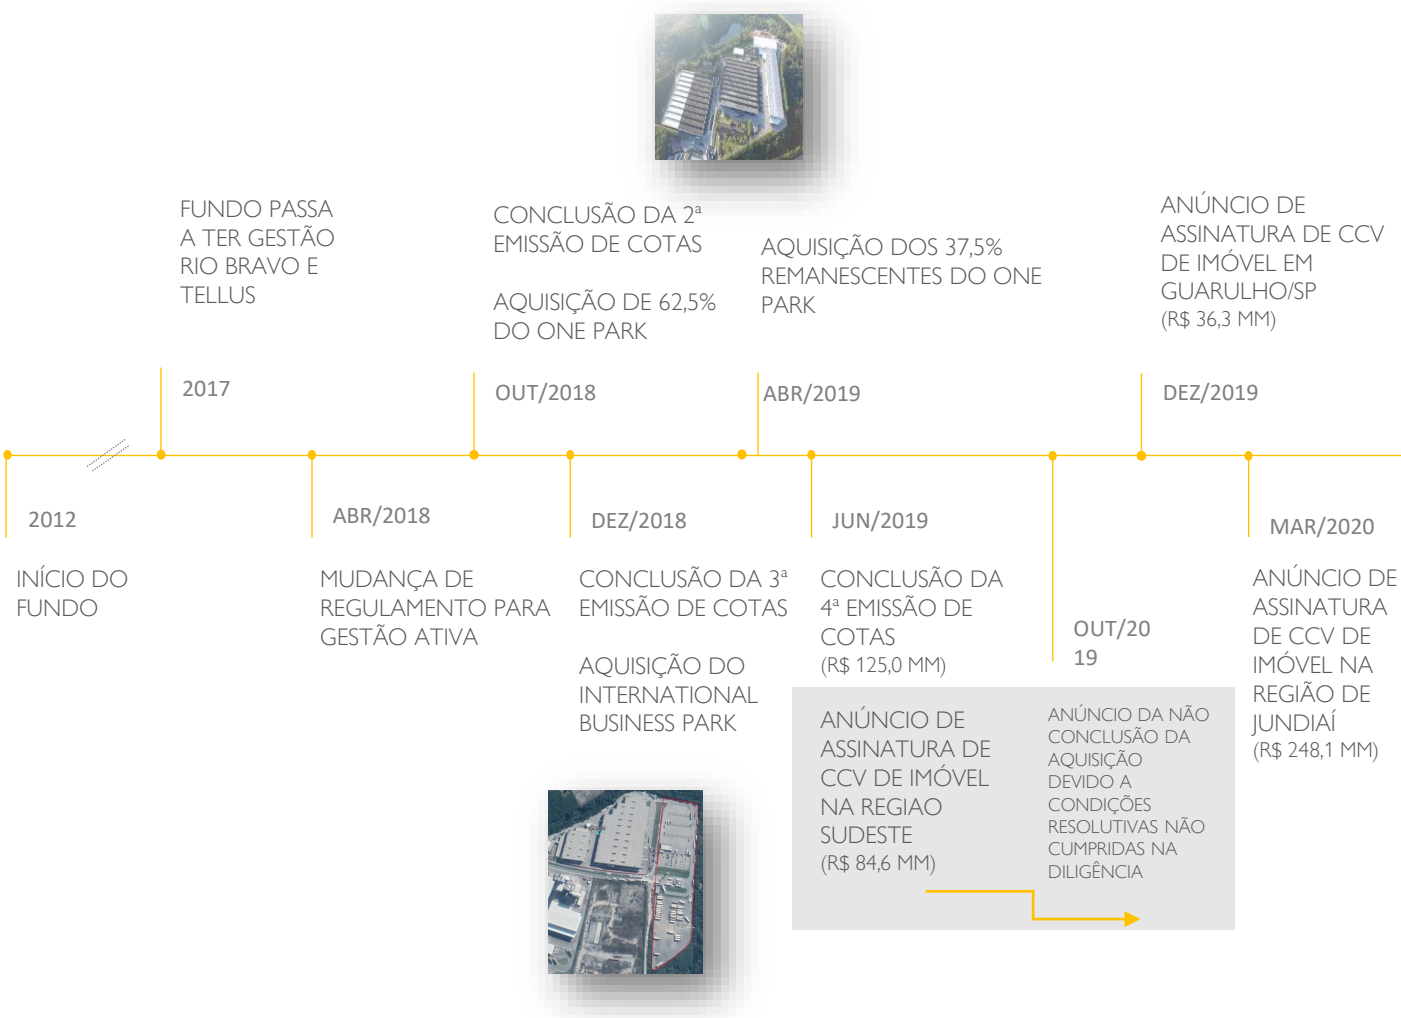 FUNDO PASSA
A TER GESTÃO
RIO BRAVO E
TELLUS
2017
CONCLUSÃO DA 2ª
EMISSÃO DE COTAS
AQUISIÇÃO DE 62,5%
DO ONE PARK
OUT/2018
AQUISIÇÃO DOS 37,5%
REMANESCENTES DO ONE
PARK
ABR/2019
ANÚNCIO DE
ASSINATURA DE CCV
DE IMÓVEL EM
GUARULHO/SP
(R$ 36,3 MM)
DEZ/2019
2012
INÍCIO DO
FUNDO
ABR/2018
MUDANÇA DE
REGULAMENTO PARA
GESTÃO ATIVA
DEZ/2018
CONCLUSÃO DA 3ª
EMISSÃO DE COTAS
AQUISIÇÃO DO
INTERNATIONAL
BUSINESS PARK
JUN/2019
CONCLUSÃO DA
4ª EMISSÃO DE
COTAS
(R$ 125,0 MM)
ANÚNCIO DE
ASSINATURA DE
CCV DE IMÓVEL
NA REGIAO
SUDESTE
(R$ 84,6 MM)
OUT/20
19
ANÚNCIO DA NÃO
CONCLUSÃO DA
AQUISIÇÃO
DEVIDO A
CONDIÇÕES
RESOLUTIVAS NÃO
CUMPRIDAS NA
DILIGÊNCIA
MAR/2020
ANÚNCIO DE
ASSINATURA
DE CCV DE
IMÓVEL NA
REGIÃO DE
JUNDIAÍ
(R$ 248,1 MM)